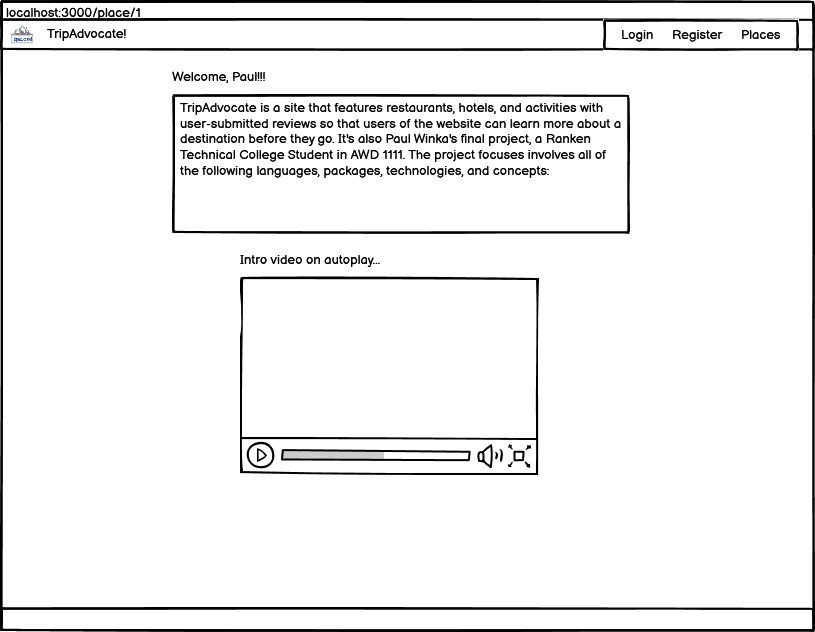 localhost:3000/place/1
TripAdvocate!
Login Register Places
Welcome, Paul!!!
TripAdvocate is a site that features restaurants, hotels, and activities with
user-submitted reviews so that users of the website can learn more about a
destination before they go. It's also Paul Winka's final project, a Ranken
Technical College Student in AWD 1111. The project focuses involves all of
the following languages, packages, technologies, and concepts:
Intro video on autoplay...